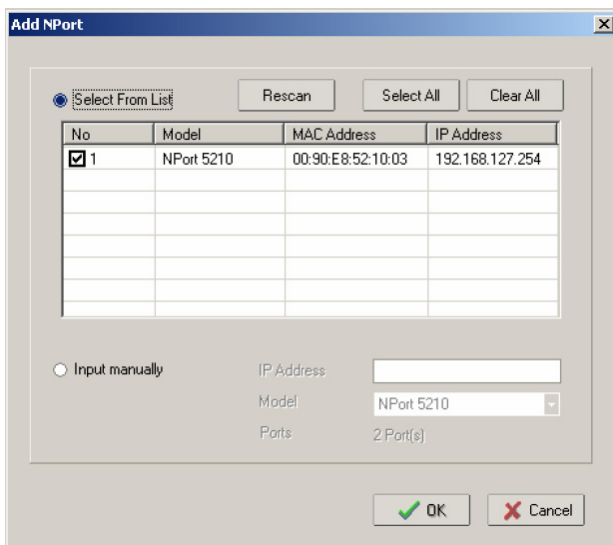 Add NPort
Select From List
Rescan
Select All
Clear All
No Model MAC Address IP Address
1 NPort 5210 00:90:E8:52:10:03 192.168.127.254
Input manually
IP Address
Model NPort 5210
Ports 2 Port(s)
OK
Cancel